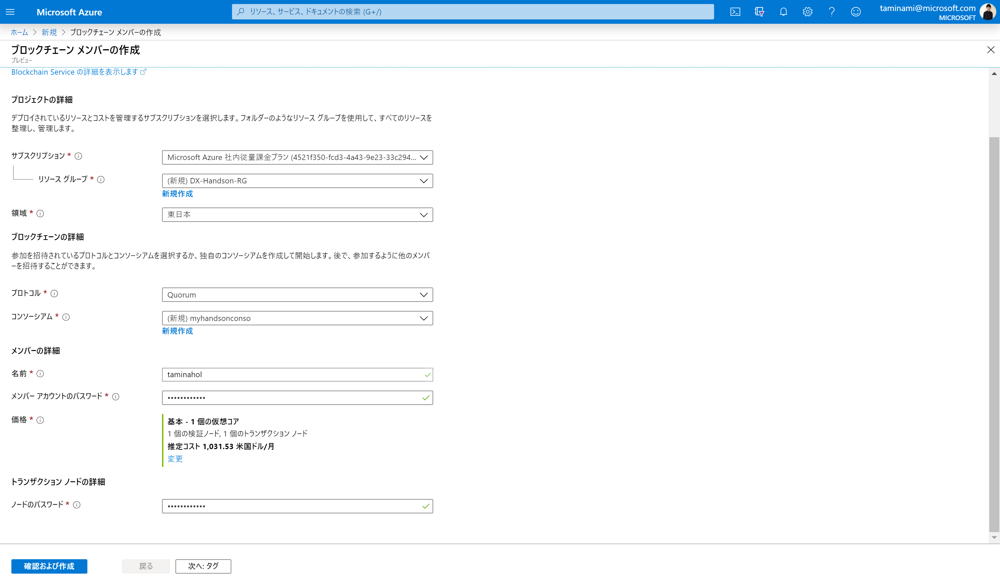 Microsoft Azure
リソース、サービス、ドキュメントの検索 (G+/)
taminami@microsoft.com
MICROSOFT
ホーム > 新規 > ブロックチェーン メンバーの作成
ブロックチェーン メンバーの作成
プレビュー
Blockchain Service の詳細を表示します
プロジェクトの詳細
デプロイされているリソースとコストを管理するサブスクリプションを選択します。フォルダーのようなリソース グループを使用して、すべてのリソースを
整理し、管理します。
サブスクリプション *
Microsoft Azure 社内従量課金プラン (4521f350-fcd3-4a43-9e23-33c294...
リソース グループ *
(新規) DX-Handson-RG
新規作成
領域 *
東日本
ブロックチェーンの詳細
参加を招待されているプロトコルとコンソーシアムを選択するか、独自のコンソーシアムを作成して開始します。後で、参加するように他のメンバ
ーを招待することができます。
プロトコル *
Quorum
コンソーシアム *
(新規) myhandsonconso
新規作成
メンバーの詳細
名前 *
taminahol
メンバー アカウントのパスワード *
••••••••••••
価格 *
基本 - 1 個の仮想コア
1 個の検証ノード, 1 個のトランザクション ノード
推定コスト 1,031.53 米国ドル/月
変更
トランザクション ノードの詳細
ノードのパスワード *
••••••••••••
確認および作成
戻る
次へ: タグ